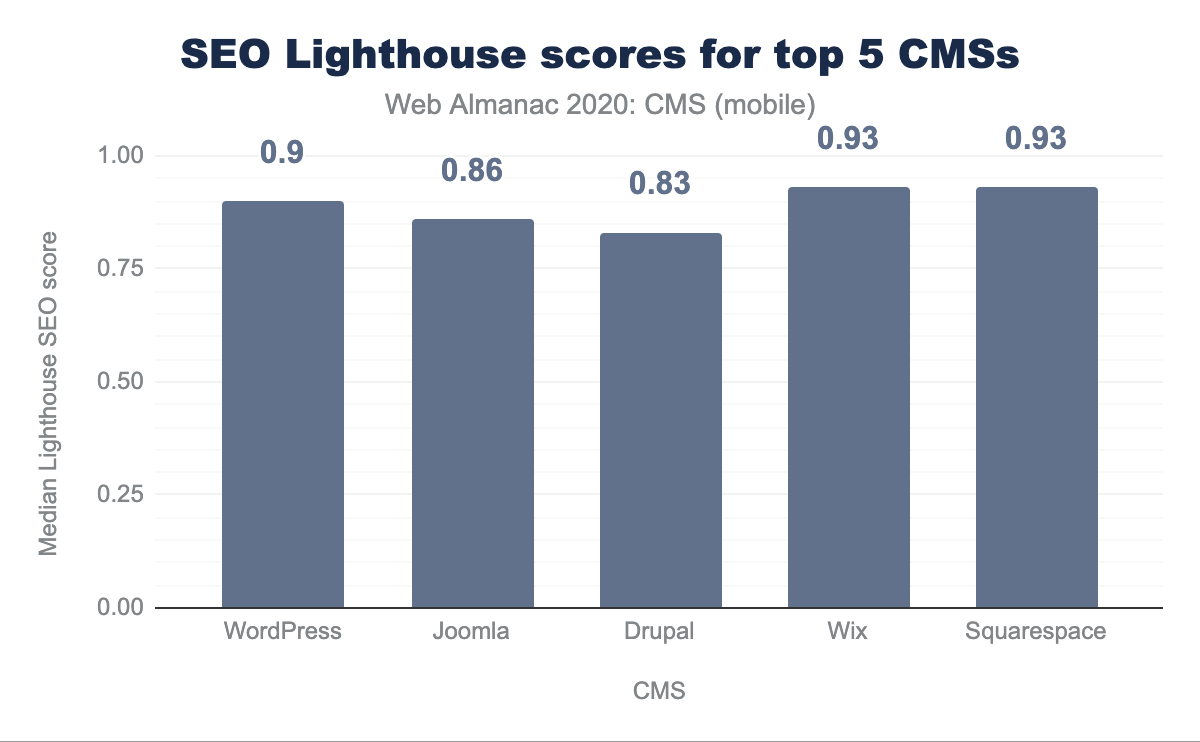 SEO Lighthouse scores for top 5 CMSs
Web Almanac 2020: CMS (mobile)
Median Lighthouse SEO score
1.00
0.75
0.50
0.25
0.00
0.9
0.86
0.83
0.93
0.93
WordPress
Joomla
Drupal
Wix
Squarespace
CMS